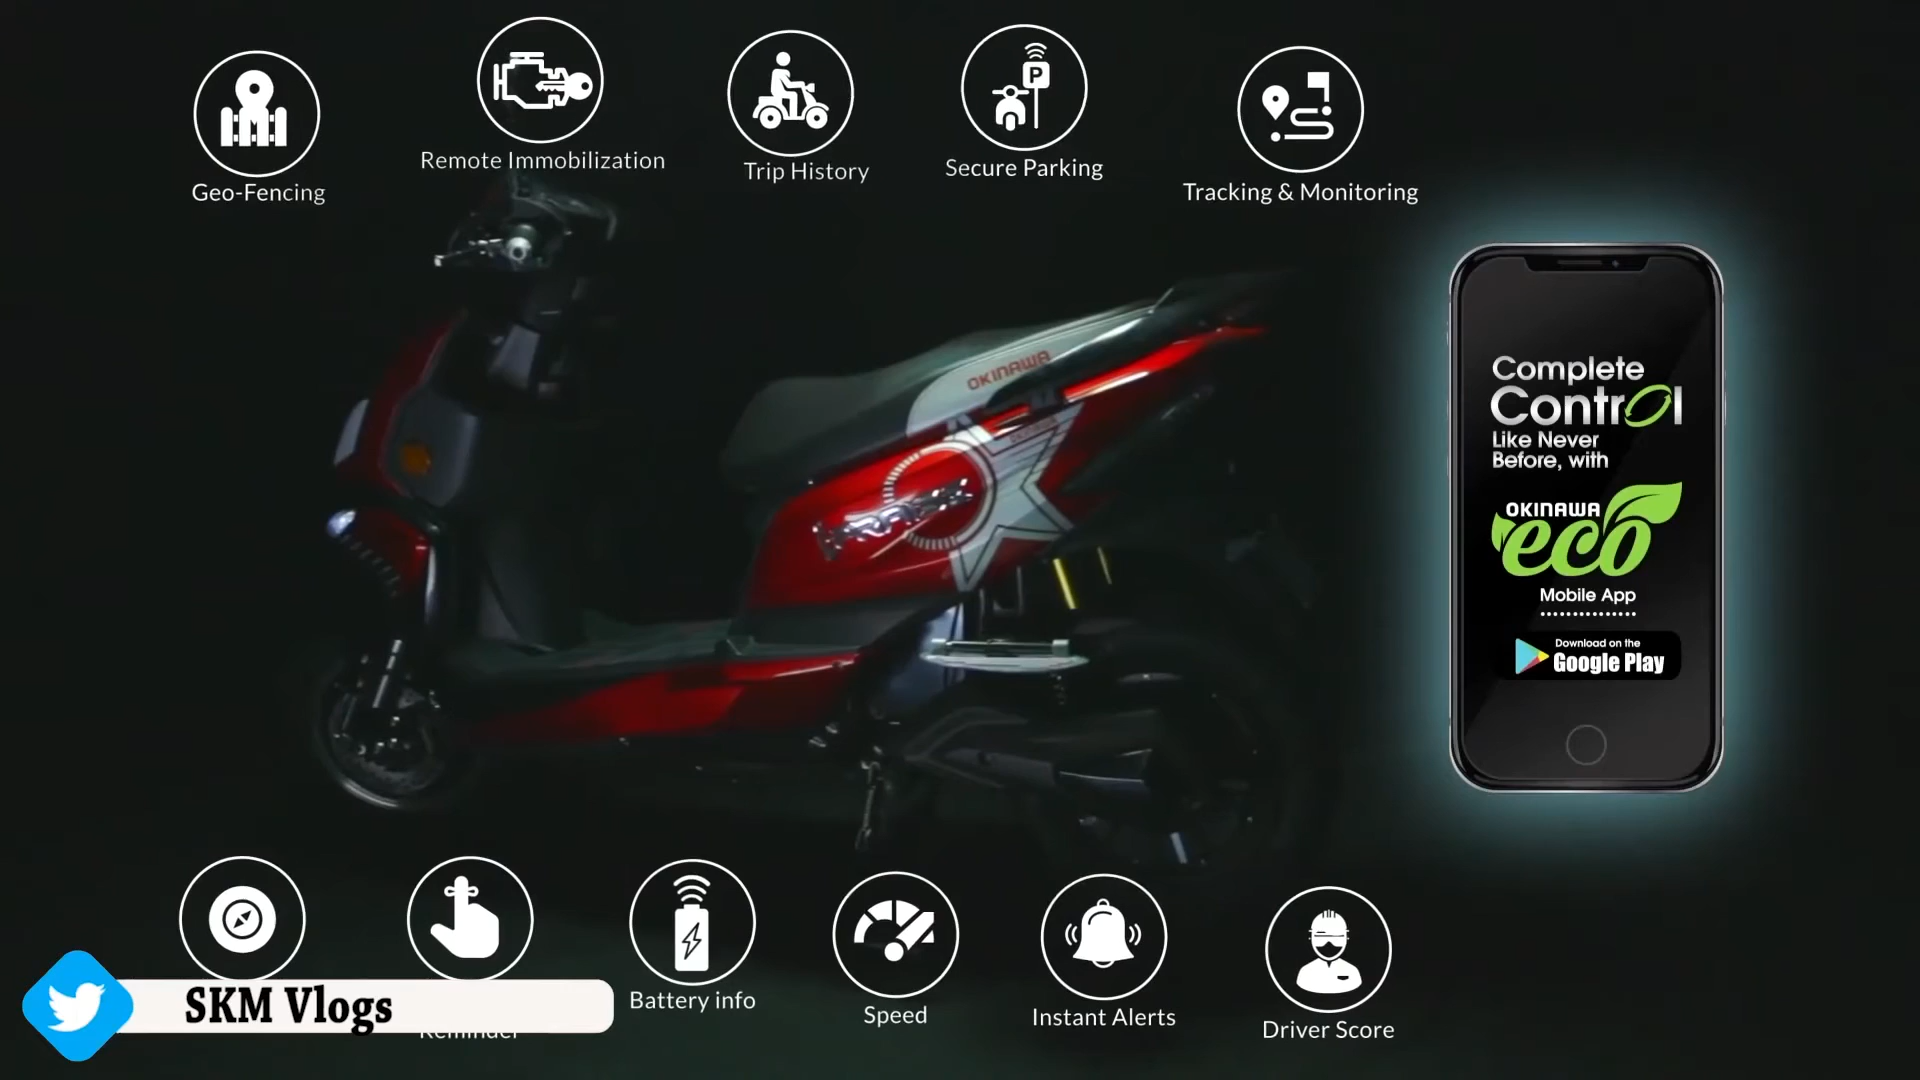 Geo-Fencing
Remote Immobilization
Trip History
P
Secure Parking
Tracking & Monitoring
OKINAWA
Complete
Control
Like Never
Before, with
OKINAWA
eco
Mobile App
Download on the
Google Play
SKM Vlogs
Reminder
Battery info
Speed
Instant Alerts
Driver Score